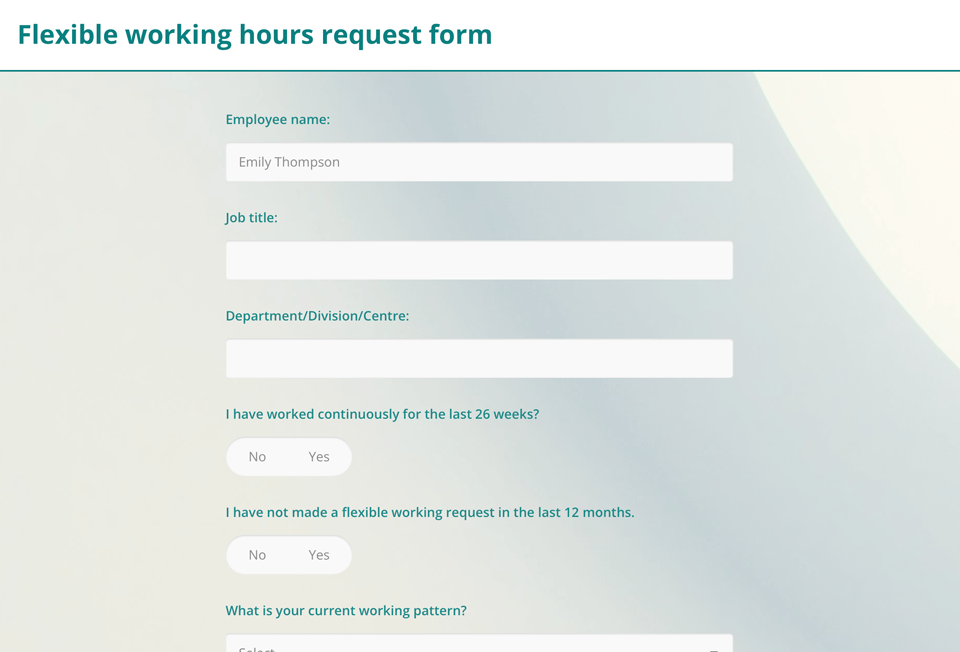 Flexible working hours request form
Employee name:
Emily Thompson
Job title:
Department/Division/Centre:
I have worked continuously for the last 26 weeks?
No Yes
I have not made a flexible working request in the last 12 months.
No Yes
What is your current working pattern?
Select